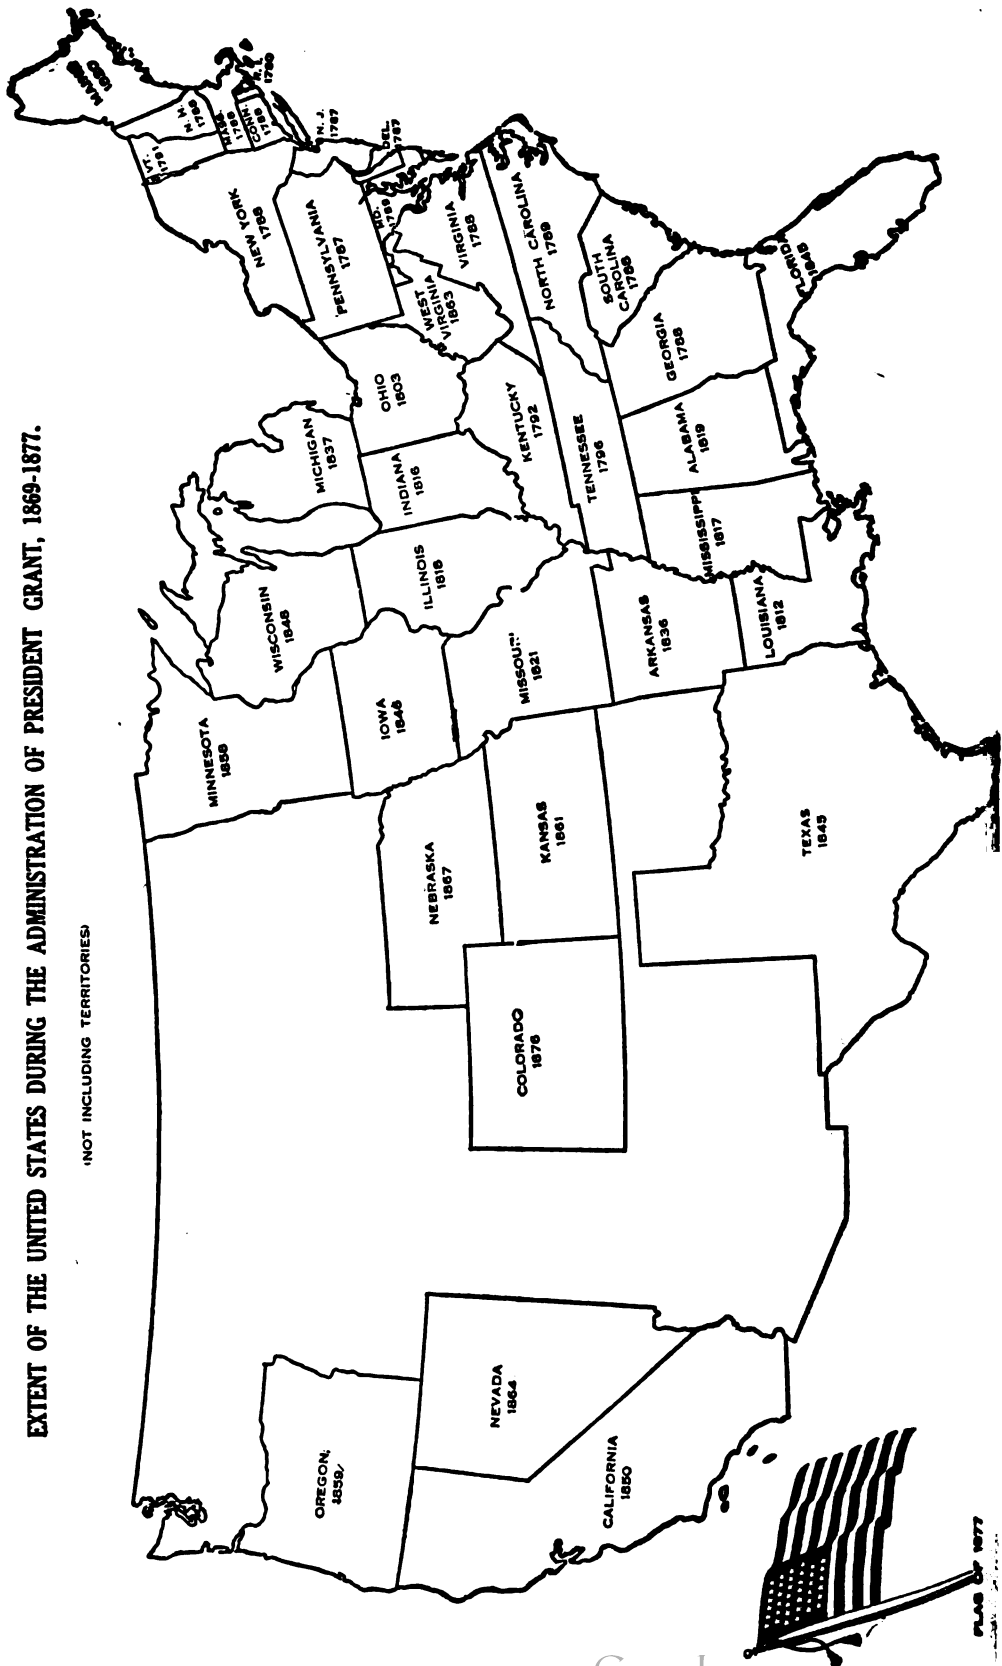 EXTENT OF THE UNITED STATES DURING THE ADMINISTRATION OF PRESIDENT GRANT, 1869-1877.
(NOT INCLUDING TERRITORIES)
OREGON
1859
CALIFORNIA
1850
NEVADA
1864
COLORADO
1876
NEBRASKA
1867
KANSAS
1861
TEXAS
1845
MINNESOTA
1858
IOWA
1846
MISSOURI
1821
ARKANSAS
1836
LOUISIANA
1812
WISCONSIN
1848
ILLINOIS
1818
MISSISSIPPI
1817
MICHIGAN
1837
INDIANA
1816
OHIO
1803
KENTUCKY
1792
TENNESSEE
1796
ALABAMA
1819
GEORGIA
1788
FLORIDA
1845
SOUTH
CAROLINA
1788
NORTH CAROLINA
1789
VIRGINIA
1788
WEST
VIRGINIA
1863
PENNSYLVANIA
1787
NEW YORK
1788
MD.
1788
DEL.
1787
N. J.
1787
CONN.
1788
R. I.
1790
MASS.
1788
VT.
1791
N. H.
1788
MAINE
1820
FLAG OF 1877